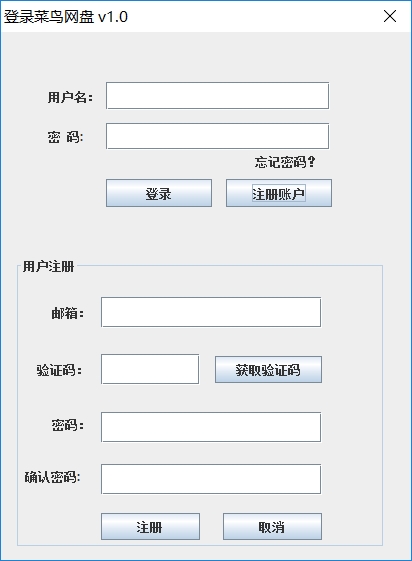 登录菜鸟网盘 v1.0
用户名：
密 码:
忘记密码？
登录 注册账户
用户注册
邮箱：
验证码： 获取验证码
密码：
确认密码:
注册 取消